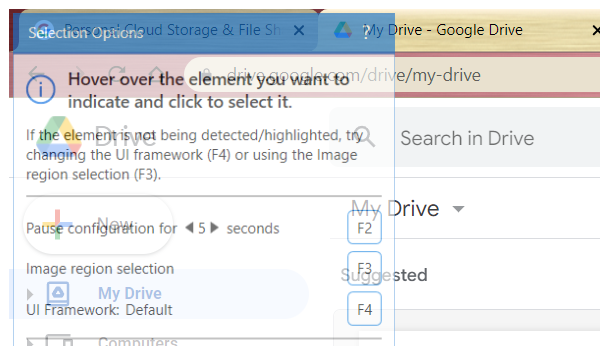 Selection Options
?
Personal Cloud Storage & File Sh
My Drive - Google Drive
drive.google.com/drive/my-drive
Hover over the element you want to
indicate and click to select it.
If the element is not being detected/highlighted, try
changing the UI framework (F4) or using the Image
region selection (F3).
Drive
Search in Drive
Pause configuration for 5 seconds
F2
New
My Drive
Image region selection
F3
Suggested
My Drive
UI Framework: Default
F4
Computers